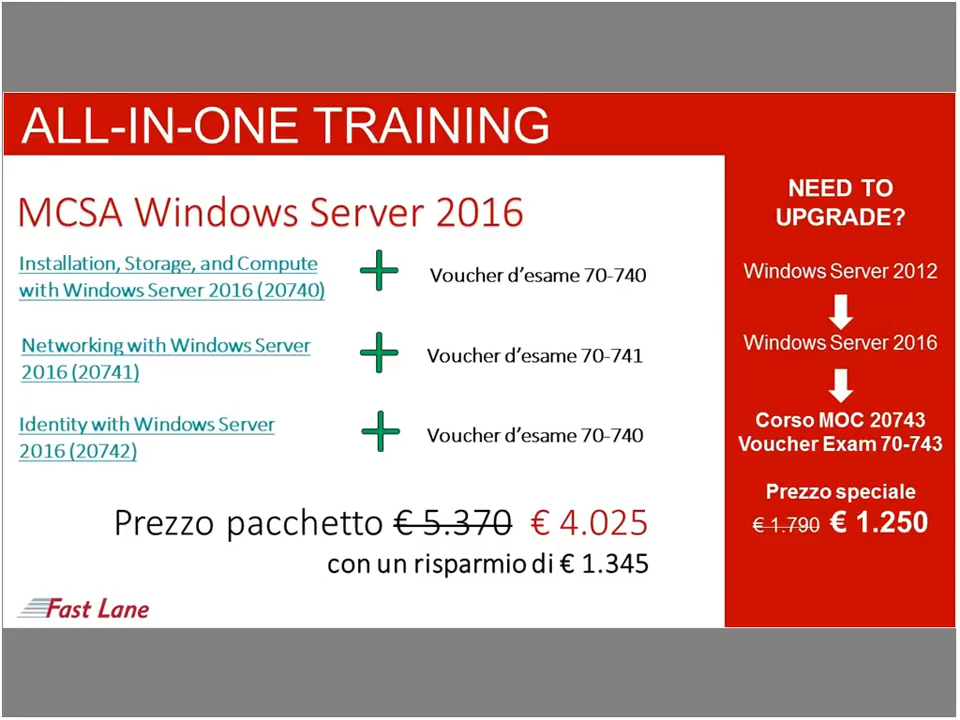 ALL-IN-ONE TRAINING
MCSA Windows Server 2016
Installation, Storage, and Compute
with Windows Server 2016 (20740)
Voucher d’esame 70-740
Networking with Windows Server
2016 (20741)
Voucher d’esame 70-741
Identity with Windows Server
2016 (20742)
Voucher d’esame 70-740
Prezzo pacchetto € 5.370 € 4.025
con un risparmio di € 1.345
Fast Lane
NEED TO
UPGRADE?
Windows Server 2012
Windows Server 2016
Corso MOC 20743
Voucher Exam 70-743
Prezzo speciale
€ 1.790 € 1.250